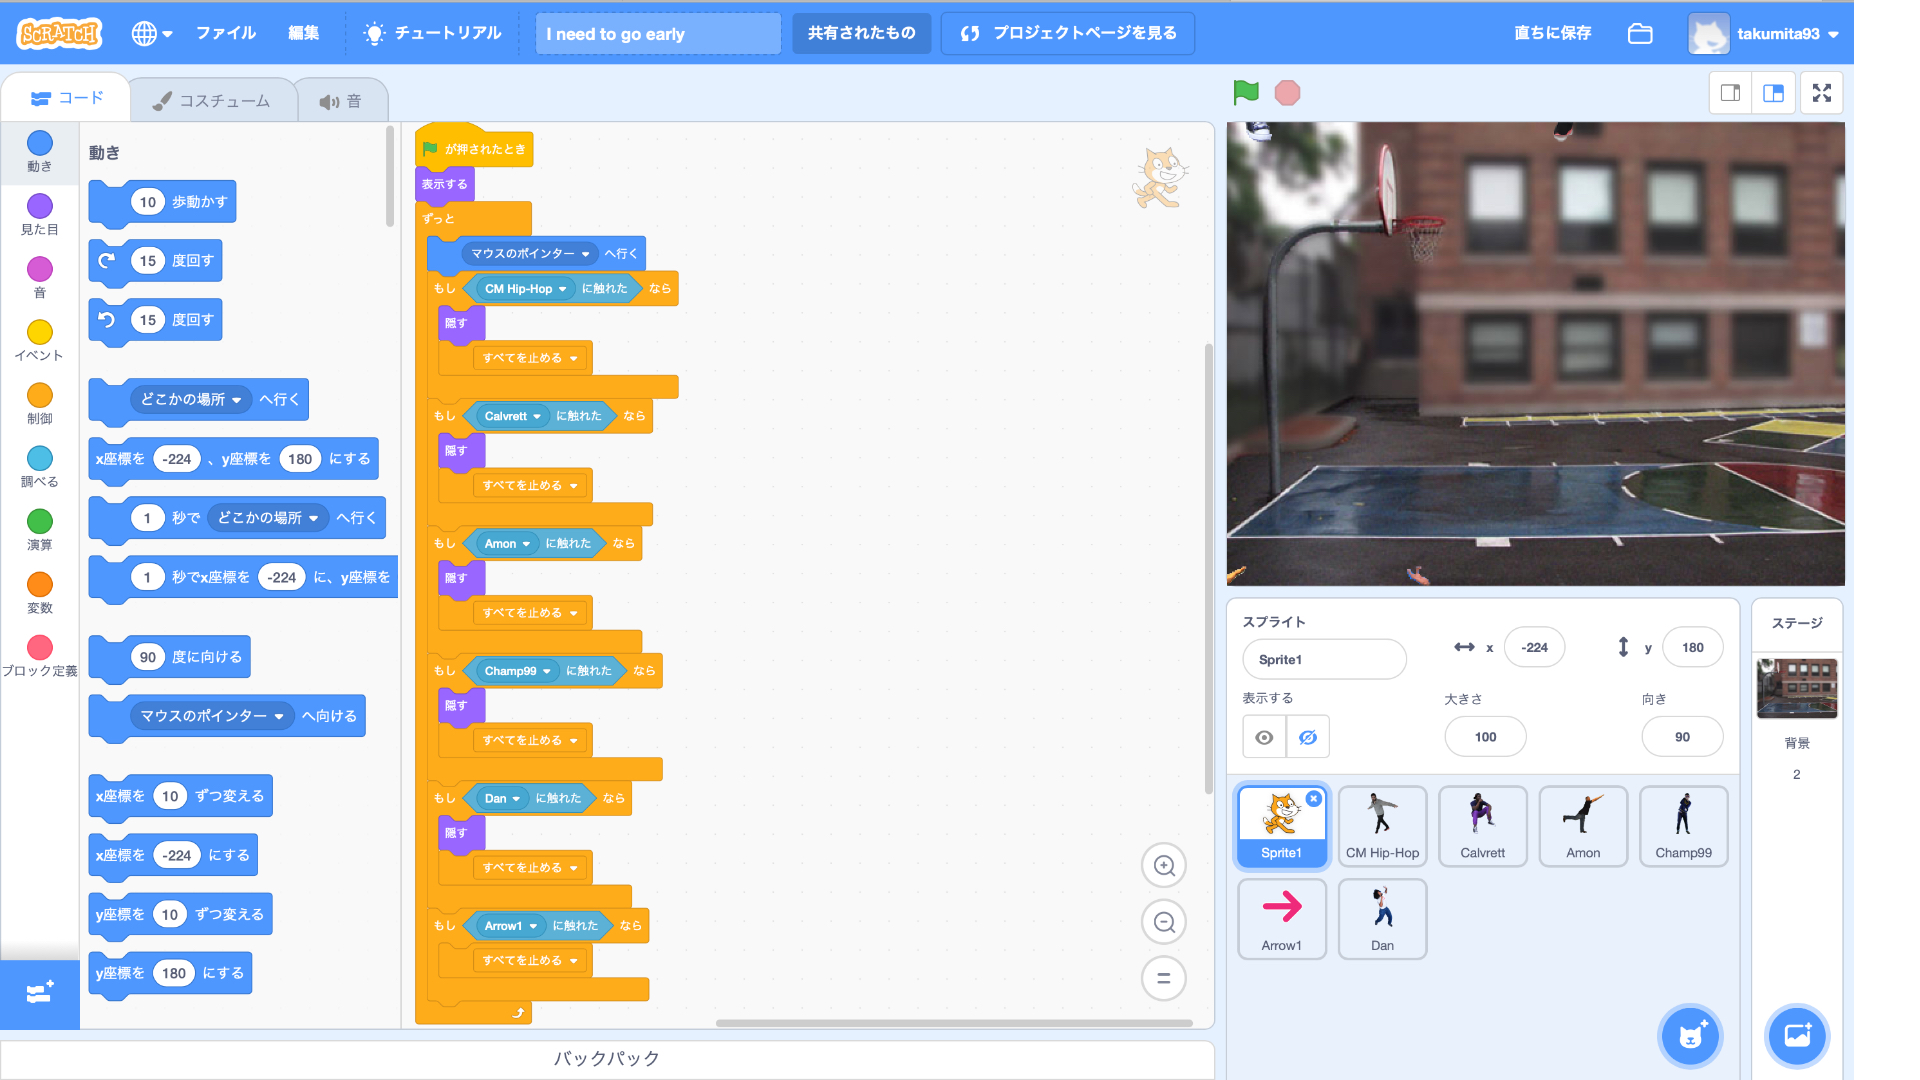 SCRATCH
ファイル
編集
チュートリアル
I need to go early
共有されたもの
プロジェクトページを見る
直ちに保存
takumita93
コード
コスチューム
音
動き
見た目
音
イベント
制御
調べる
演算
変数
ブロック定義
動き
10 歩動かす
15 度回す
15 度回す
どこかの場所 へ行く
x座標を -224 、y座標を 180 にする
1 秒で どこかの場所 へ行く
1 秒でx座標を -224 に、y座標を
90 度に向ける
マウスのポインター へ向ける
x座標を 10 ずつ変える
x座標を -224 にする
y座標を 10 ずつ変える
y座標を 180 にする
が押されたとき
表示する
ずっと
マウスのポインター へ行く
もし CM Hip-Hop に触れた なら
隠す
すべてを止める
もし Calvrett に触れた なら
隠す
すべてを止める
もし Amon に触れた なら
隠す
すべてを止める
もし Champ99 に触れた なら
隠す
すべてを止める
もし Dan に触れた なら
隠す
すべてを止める
もし Arrow1 に触れた なら
すべてを止める
バックパック
スプライト
Sprite1
x -224
y 180
表示する
大きさ
100
向き
90
Sprite1
CM Hip-Hop
Calvrett
Amon
Champ99
Arrow1
Dan
ステージ
背景
2